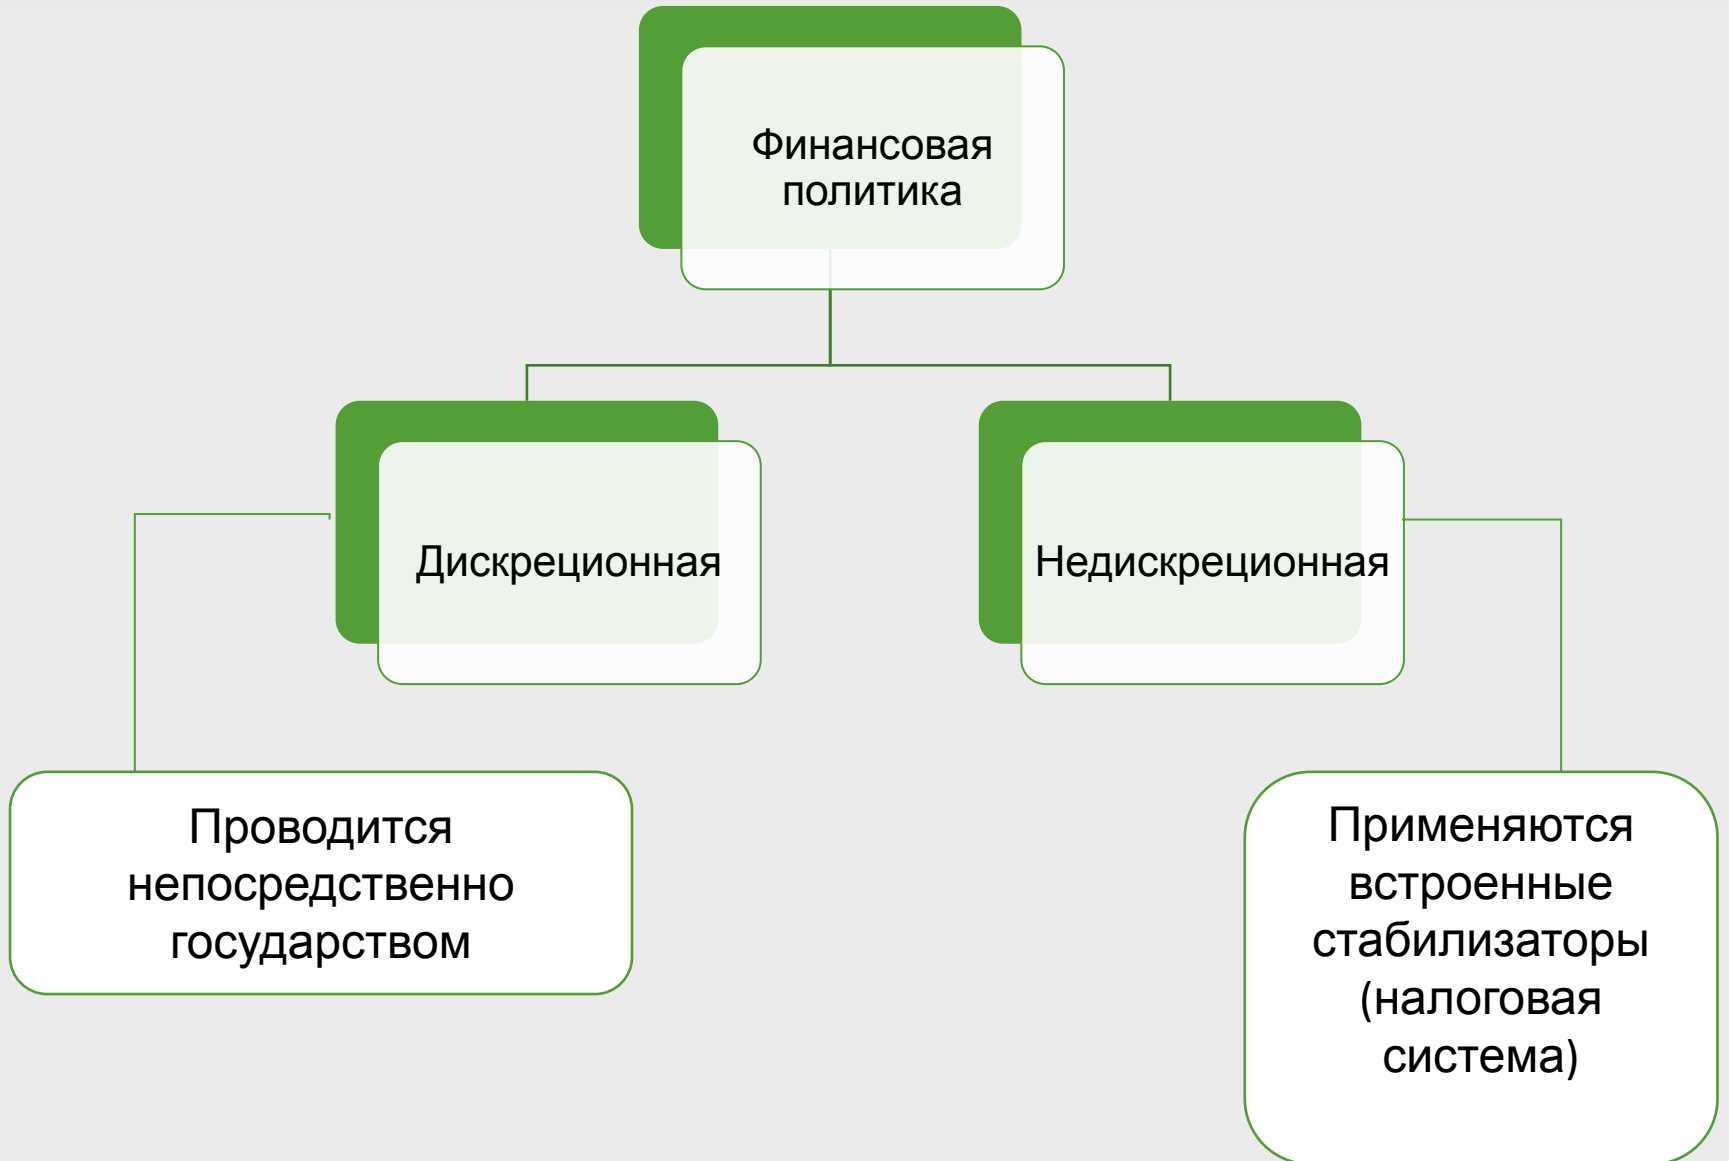 Финансовая
политика
Дискреционная
Недискреционная
Проводится
непосредственно
государством
Применяются
встроенные
стабилизаторы
(налоговая
система)